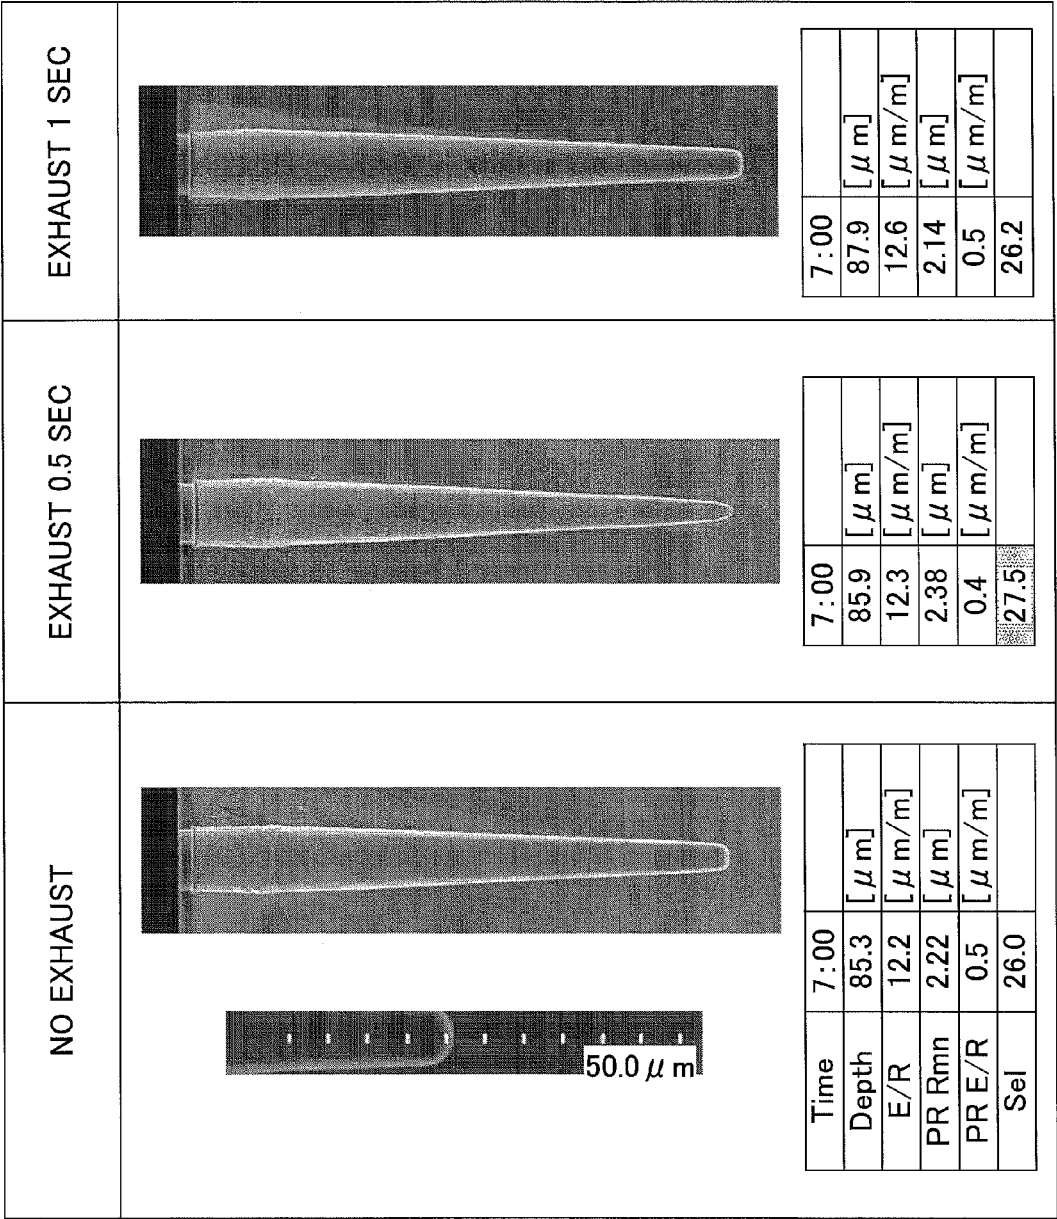 NO EXHAUST
EXHAUST 0.5 SEC
EXHAUST 1 SEC
50.0 μm
Time 7:00
Depth 85.3 [μm]
E/R 12.2 [μm/m]
PR Rmn 2.22 [μm]
PR E/R 0.5 [μm/m]
Sel 26.0
7:00
85.9 [μm]
12.3 [μm/m]
2.38 [μm]
0.4 [μm/m]
27.5
7:00
87.9 [μm]
12.6 [μm/m]
2.14 [μm]
0.5 [μm/m]
26.2